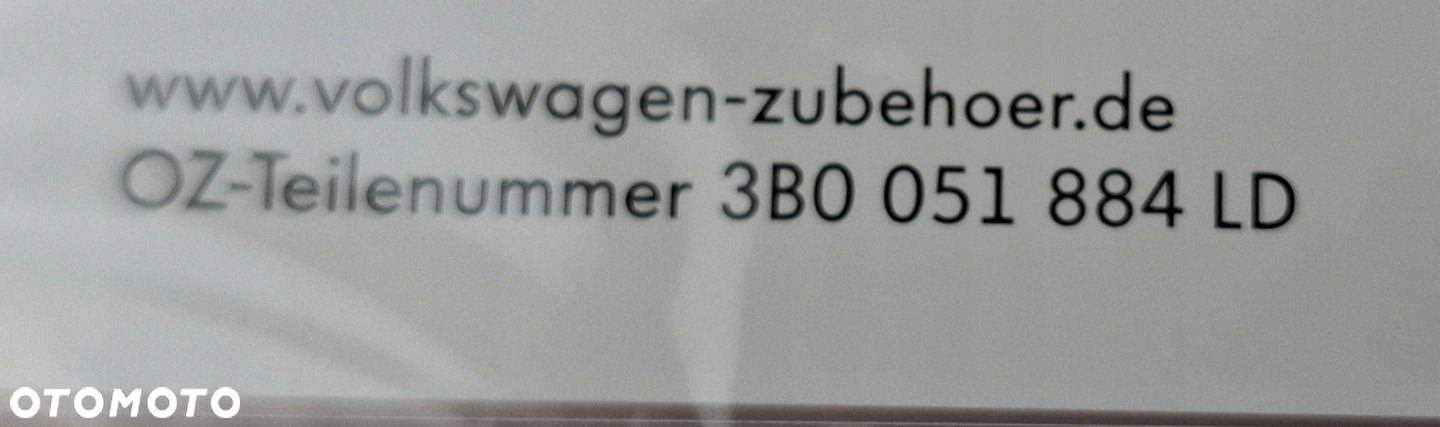 www.volkswagen-zubehoer.de
OZ-Teilenummer 3B0 051 884 LD
OTOMOTO